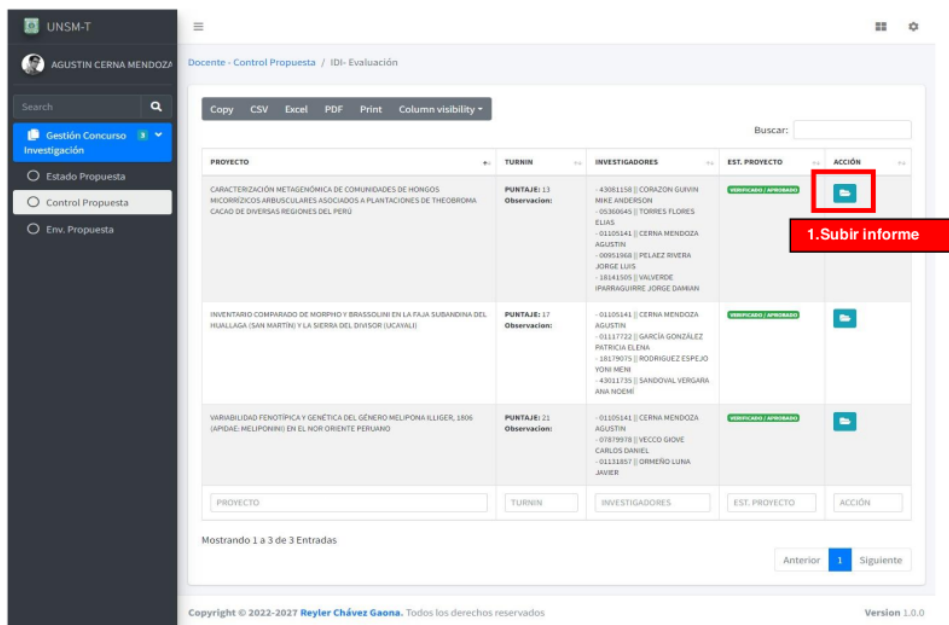 UNSM-T
AGUSTIN CERNA MENDOZA
Search
Gestión Concurso 3
Investigación
Estado Propuesta
Control Propuesta
Env. Propuesta
Docente - Control Propuesta / IDI- Evaluación
Copy CSV Excel PDF Print Column visibility
Buscar:
PROYECTO TURNIN INVESTIGADORES EST. PROYECTO ACCIÓN
CARACTERIZACIÓN METAGENÓMICA DE COMUNIDADES DE HONGOS
MICORRÍZICOS ARBUSCULARES ASOCIADOS A PLANTACIONES DE THEOBROMA
CACAO DE DIVERSAS REGIONES DEL PERÚ
PUNTAJE: 13
Observacion:
- 43081158 || CORAZON GUIVIN
MIKE ANDERSON
- 05360645 || TORRES FLORES
ELIAS
- 01105141 || CERNA MENDOZA
AGUSTIN
- 00951968 || PELAEZ RIVERA
JORGE LUIS
- 18141505 || VALVERDE
IPARRAGUIRRE JORGE DAMIAN
VERIFICADO / APROBADO
1.Subir informe
INVENTARIO COMPARADO DE MORPHO Y BRASSOLINI EN LA FAJA SUBANDINA DEL
HUALLAGA (SAN MARTÍN) Y LA SIERRA DEL DIVISOR (UCAYALI)
PUNTAJE: 17
Observacion:
- 01105141 || CERNA MENDOZA
AGUSTIN
- 01117722 || GARCÍA GONZÁLEZ
PATRICIA ELENA
- 18179075 || RODRIGUEZ ESPEJO
YONI MENI
- 43011735 || SANDOVAL VERGARA
ANA NOEMÍ
VERIFICADO / APROBADO
VARIABILIDAD FENOTÍPICA Y GENÉTICA DEL GÉNERO MELIPONA ILLIGER, 1806
(APIDAE: MELIPONINI) EN EL NOR ORIENTE PERUANO
PUNTAJE: 21
Observacion:
- 01105141 || CERNA MENDOZA
AGUSTIN
- 07879978 || VECCO GIOVE
CARLOS DANIEL
- 01131857 || ORMEÑO LUNA
JAVIER
VERIFICADO / APROBADO
PROYECTO TURNIN INVESTIGADORES EST. PROYECTO ACCIÓN
Mostrando 1 a 3 de 3 Entradas
Anterior 1 Siguiente
Copyright © 2022-2027 Reyler Chávez Gaona. Todos los derechos reservados
Version 1.0.0